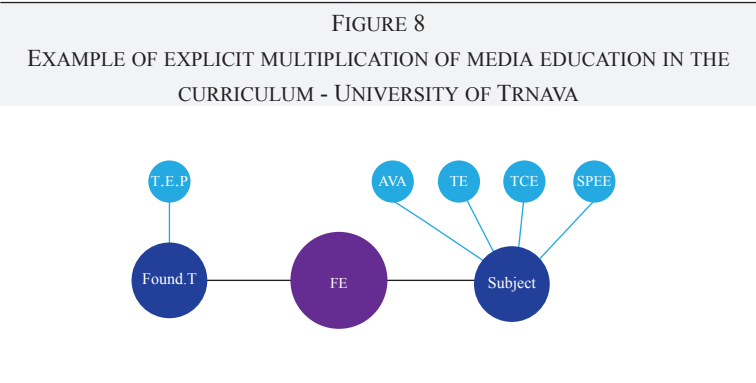 FIGURE 8
EXAMPLE OF EXPLICIT MULTIPLICATION OF MEDIA EDUCATION IN THE
CURRICULUM - UNIVERSITY OF TRNAVA
T.E.P
AVA
TE
TCE
SPEE
Found.T
FE
Subject